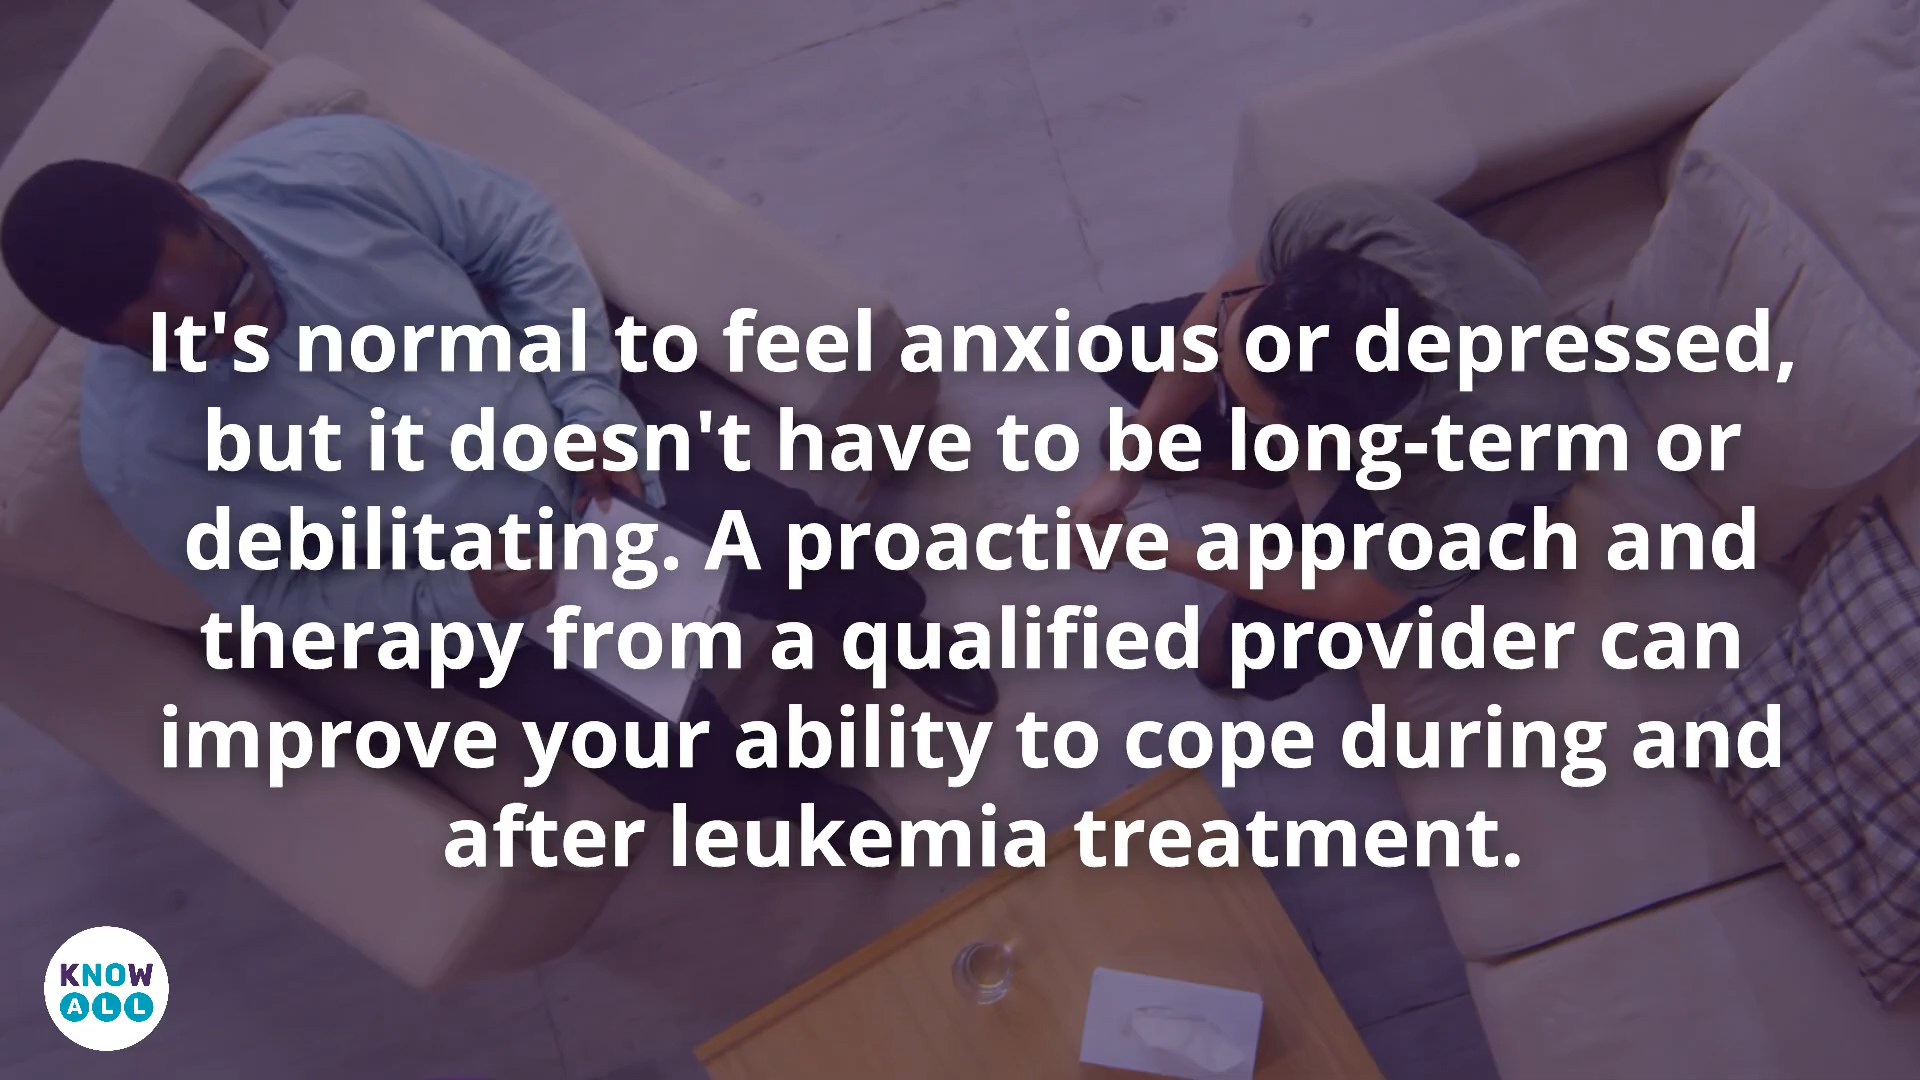 It's normal to feel anxious or depressed,
but it doesn't have to be long-term or
debilitating. A proactive approach and
therapy from a qualified provider can
improve your ability to cope during and
after leukemia treatment.
KNOW
ALL